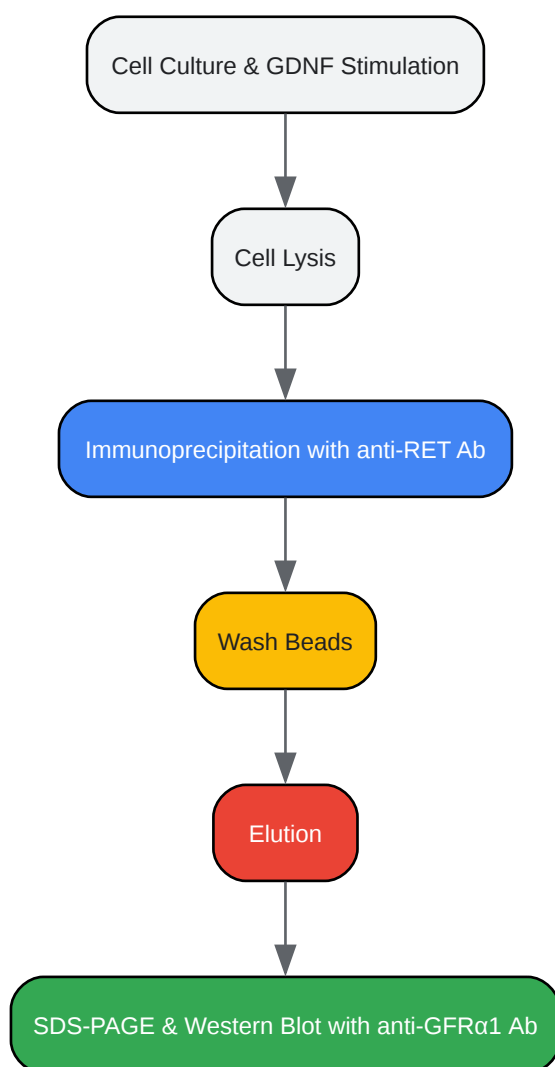 Cell Culture & GDNF Stimulation
Cell Lysis
Immunoprecipitation with anti-RET Ab
Wash Beads
Elution
SDS-PAGE & Western Blot with anti-GFRα1 Ab